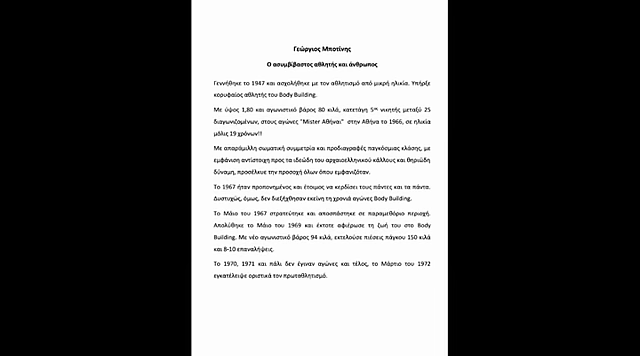 Γεώργιος Μποτίνης
Ο ασυμβίβαστος αθλητής και άνθρωπος
Γεννήθηκε το 1947 και ασχολήθηκε με τον αθλητισμό από μικρή ηλικία. Υπήρξε
κορυφαίος αθλητής του Body Building.
Με ύψος 1,80 και αγωνιστικό βάρος 80 κιλά, κατετάγη 5ος νικητής μεταξύ 25
διαγωνιζομένων, στους αγώνες "Mister Αθήναι" στην Αθήνα το 1966, σε ηλικία
μόλις 19 χρόνων!!
Με απαράμιλλη σωματική συμμετρία και προδιαγραφές παγκόσμιας κλάσης, με
εμφάνιση αντίστοιχη προς τα ιδεώδη του αρχαιοελληνικού κάλλους και θηριώδη
δύναμη, προσέλκυε την προσοχή όλων όπου εμφανιζόταν.
Το 1967 ήταν προπονημένος και έτοιμος να κερδίσει τους πάντες και τα πάντα.
Δυστυχώς, όμως, δεν διεξήχθησαν εκείνη τη χρονιά αγώνες Body Building.
Το Μάιο του 1967 στρατεύτηκε και αποσπάστηκε σε παραμεθόριο περιοχή.
Απολύθηκε το Μάιο του 1969 και έκτοτε αφιέρωσε τη ζωή του στο Body
Building. Με νέο αγωνιστικό βάρος 94 κιλά, εκτελούσε πιέσεις πάγκου 150 κιλά
και 8-10 επαναλήψεις.
Το 1970, 1971 και πάλι δεν έγιναν αγώνες και τέλος, το Μάρτιο του 1972
εγκατέλειψε οριστικά τον πρωταθλητισμό.